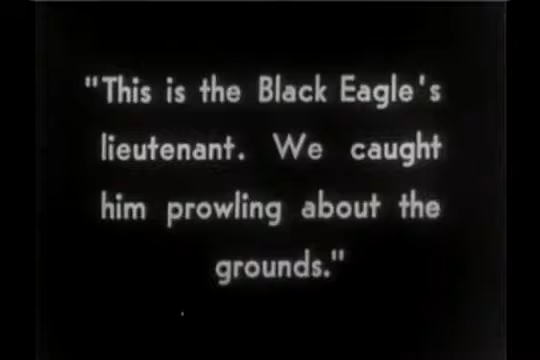 "This is the Black Eagle's
lieutenant. We caught
him prowling about the
grounds."